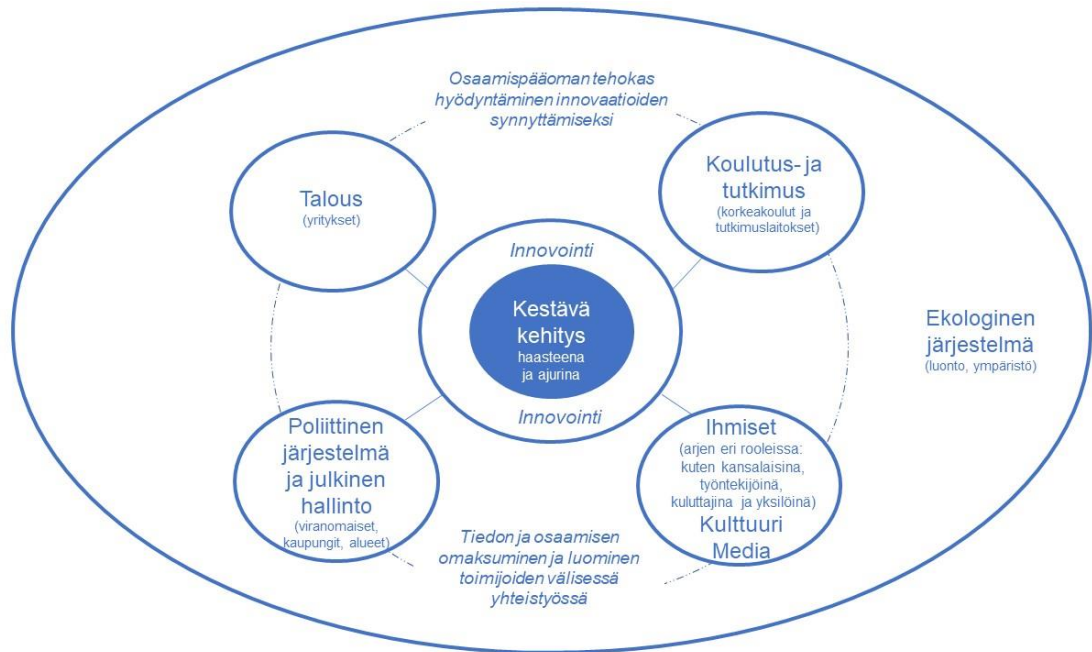 Osaamispääoman tehokas
hyödyntäminen innovaatioiden
synnyttämiseksi
Talous
(yritykset)
Koulutus- ja
tutkimus
(korkeakoulut ja
tutkimuslaitokset)
Innovointi
Kestävä
kehitys
haasteena
ja ajurina
Innovointi
Ekologinen
järjestelmä
(luonto, ympäristö)
Poliittinen
järjestelmä
ja julkinen
hallinto
(viranomaiset,
kaupungit, alueet)
Ihmiset
(arjen eri rooleissa:
kuten kansalaisina,
työntekijöinä,
kuluttajina ja yksilöinä)
Kulttuuri
Media
Tiedon ja osaamisen
omaksuminen ja luominen
toimijoiden välisessä
yhteistyössä